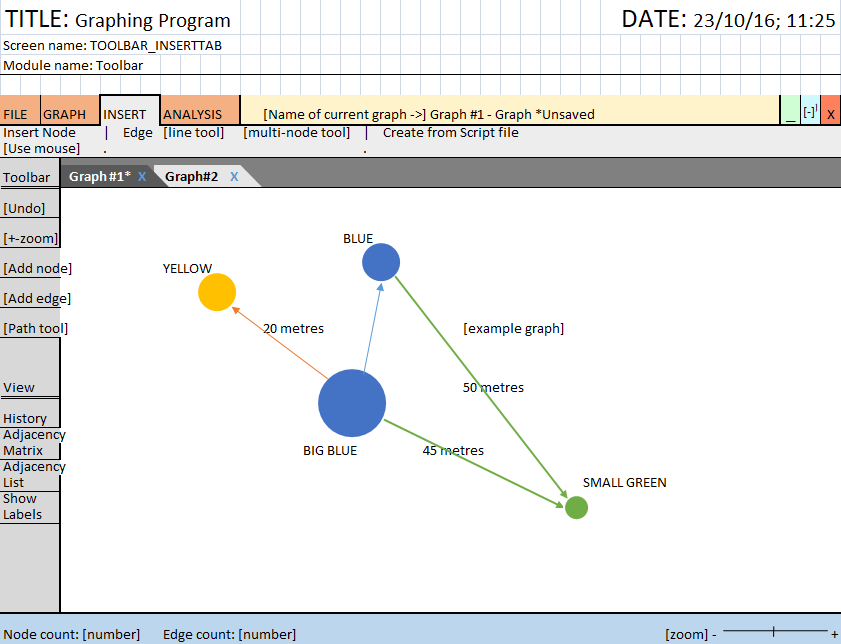 TITLE: Graphing Program DATE: 23/10/16; 11:25
Screen name: TOOLBAR_INSERTTAB
Module name: Toolbar
FILE GRAPH INSERT ANALYSIS [Name of current graph ->] Graph #1 - Graph *Unsaved _ [-]' X
Insert Node | Edge [line tool] [multi-node tool] | Create from Script file
[Use mouse] . .
Toolbar Graph #1* X Graph#2 X
[Undo]
[+-zoom]
[Add node]
[Add edge]
[Path tool]
View
History
Adjacency
Matrix
Adjacency
List
Show
Labels
BLUE
YELLOW
20 metres
[example graph]
50 metres
BIG BLUE
45 metres
SMALL GREEN
Node count: [number] Edge count: [number] [zoom] - +